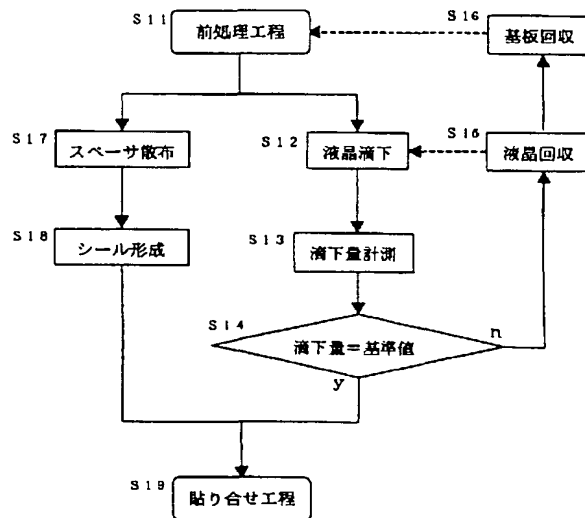 S11
前処理工程
S16
基板回収
S17
スペーサ散布
S12
液晶滴下
S15
液晶回収
S18
シール形成
S13
滴下量計測
S14
滴下量＝基準値
n
y
S19
貼り合せ工程